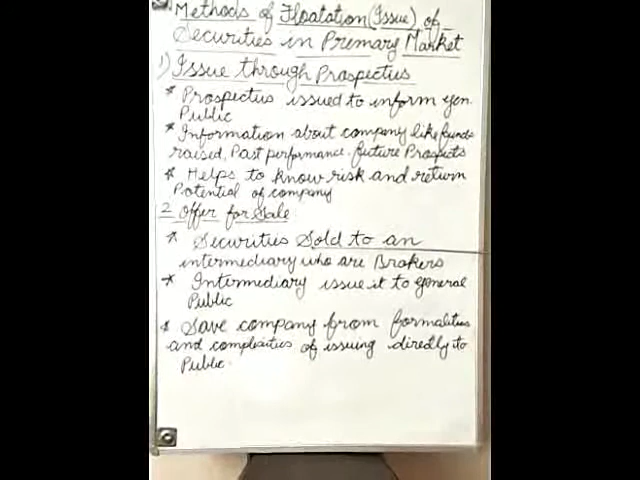 Methods of Floatation (Issue) of
Securities in Primary Market
1) Issue through Prospectus
* Prospectus issued to inform gen.
Public
* Information about company like funds
raised, Past performance, future Prospects
* Helps to know risk and return
Potential of company
2 Offer for Sale
* Securities Sold to an
intermediary who are Brokers
* Intermediary issue it to general
Public
* Save company from formalities
and complexities of issuing directly to
Public.